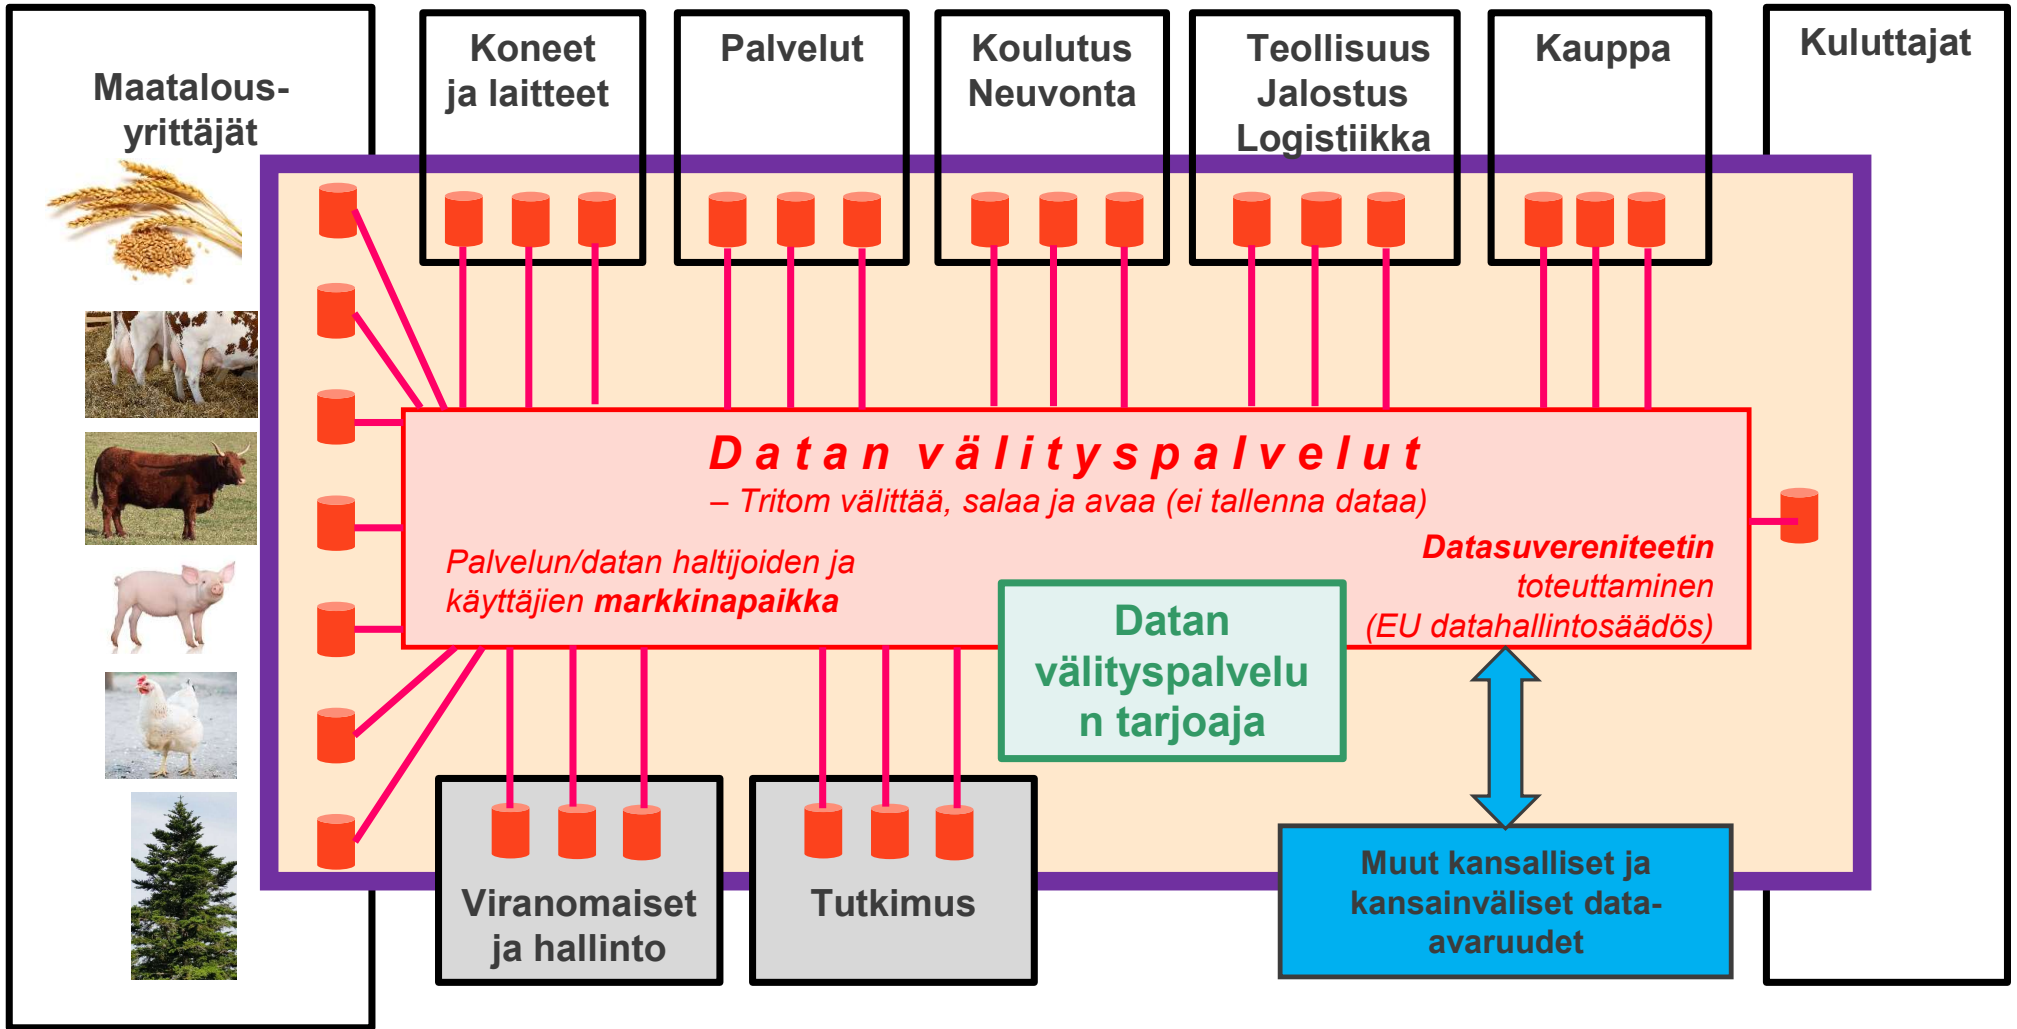 Maatalous-
yrittäjät
Koneet
ja laitteet
Palvelut
Koulutus
Neuvonta
Teollisuus
Jalostus
Logistiikka
Kauppa
Kuluttajat
Datan välityspalvelut
– Tritom välittää, salaa ja avaa (ei tallenna dataa)
Palvelun/datan haltijoiden ja
käyttäjien markkinapaikka
Datasuvereniteetin
toteuttaminen
(EU datahallintosäädös)
Datan
välityspalvelu
n tarjoaja
Viranomaiset
ja hallinto
Tutkimus
Muut kansalliset ja
kansainväliset data-
avaruudet